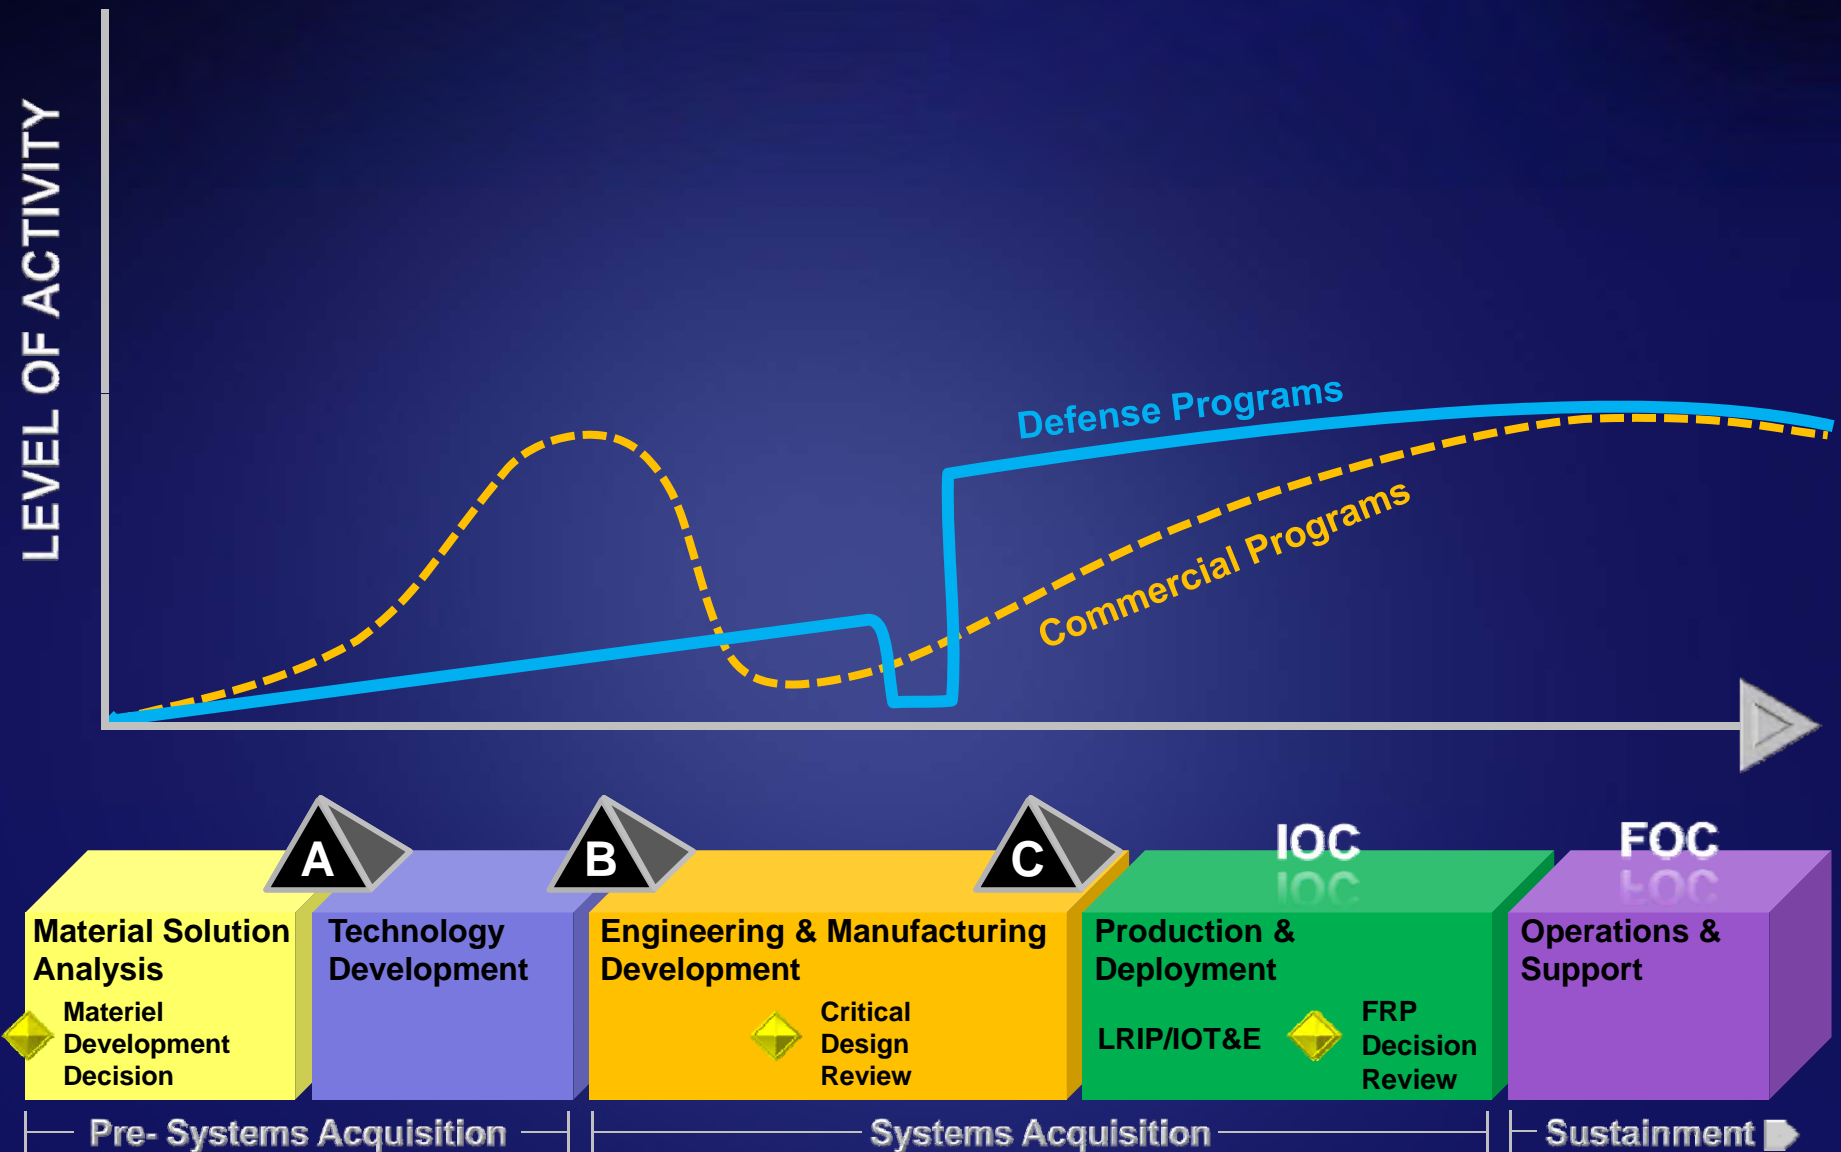 LEVEL OF ACTIVITY
Defense Programs
Commercial Programs
A
B
C
IOC
FOC
Material Solution
Analysis
Materiel
Development
Decision
Technology
Development
Engineering & Manufacturing
Development
Critical
Design
Review
Production &
Deployment
LRIP/IOT&E
FRP
Decision
Review
Operations &
Support
Pre- Systems Acquisition
Systems Acquisition
Sustainment